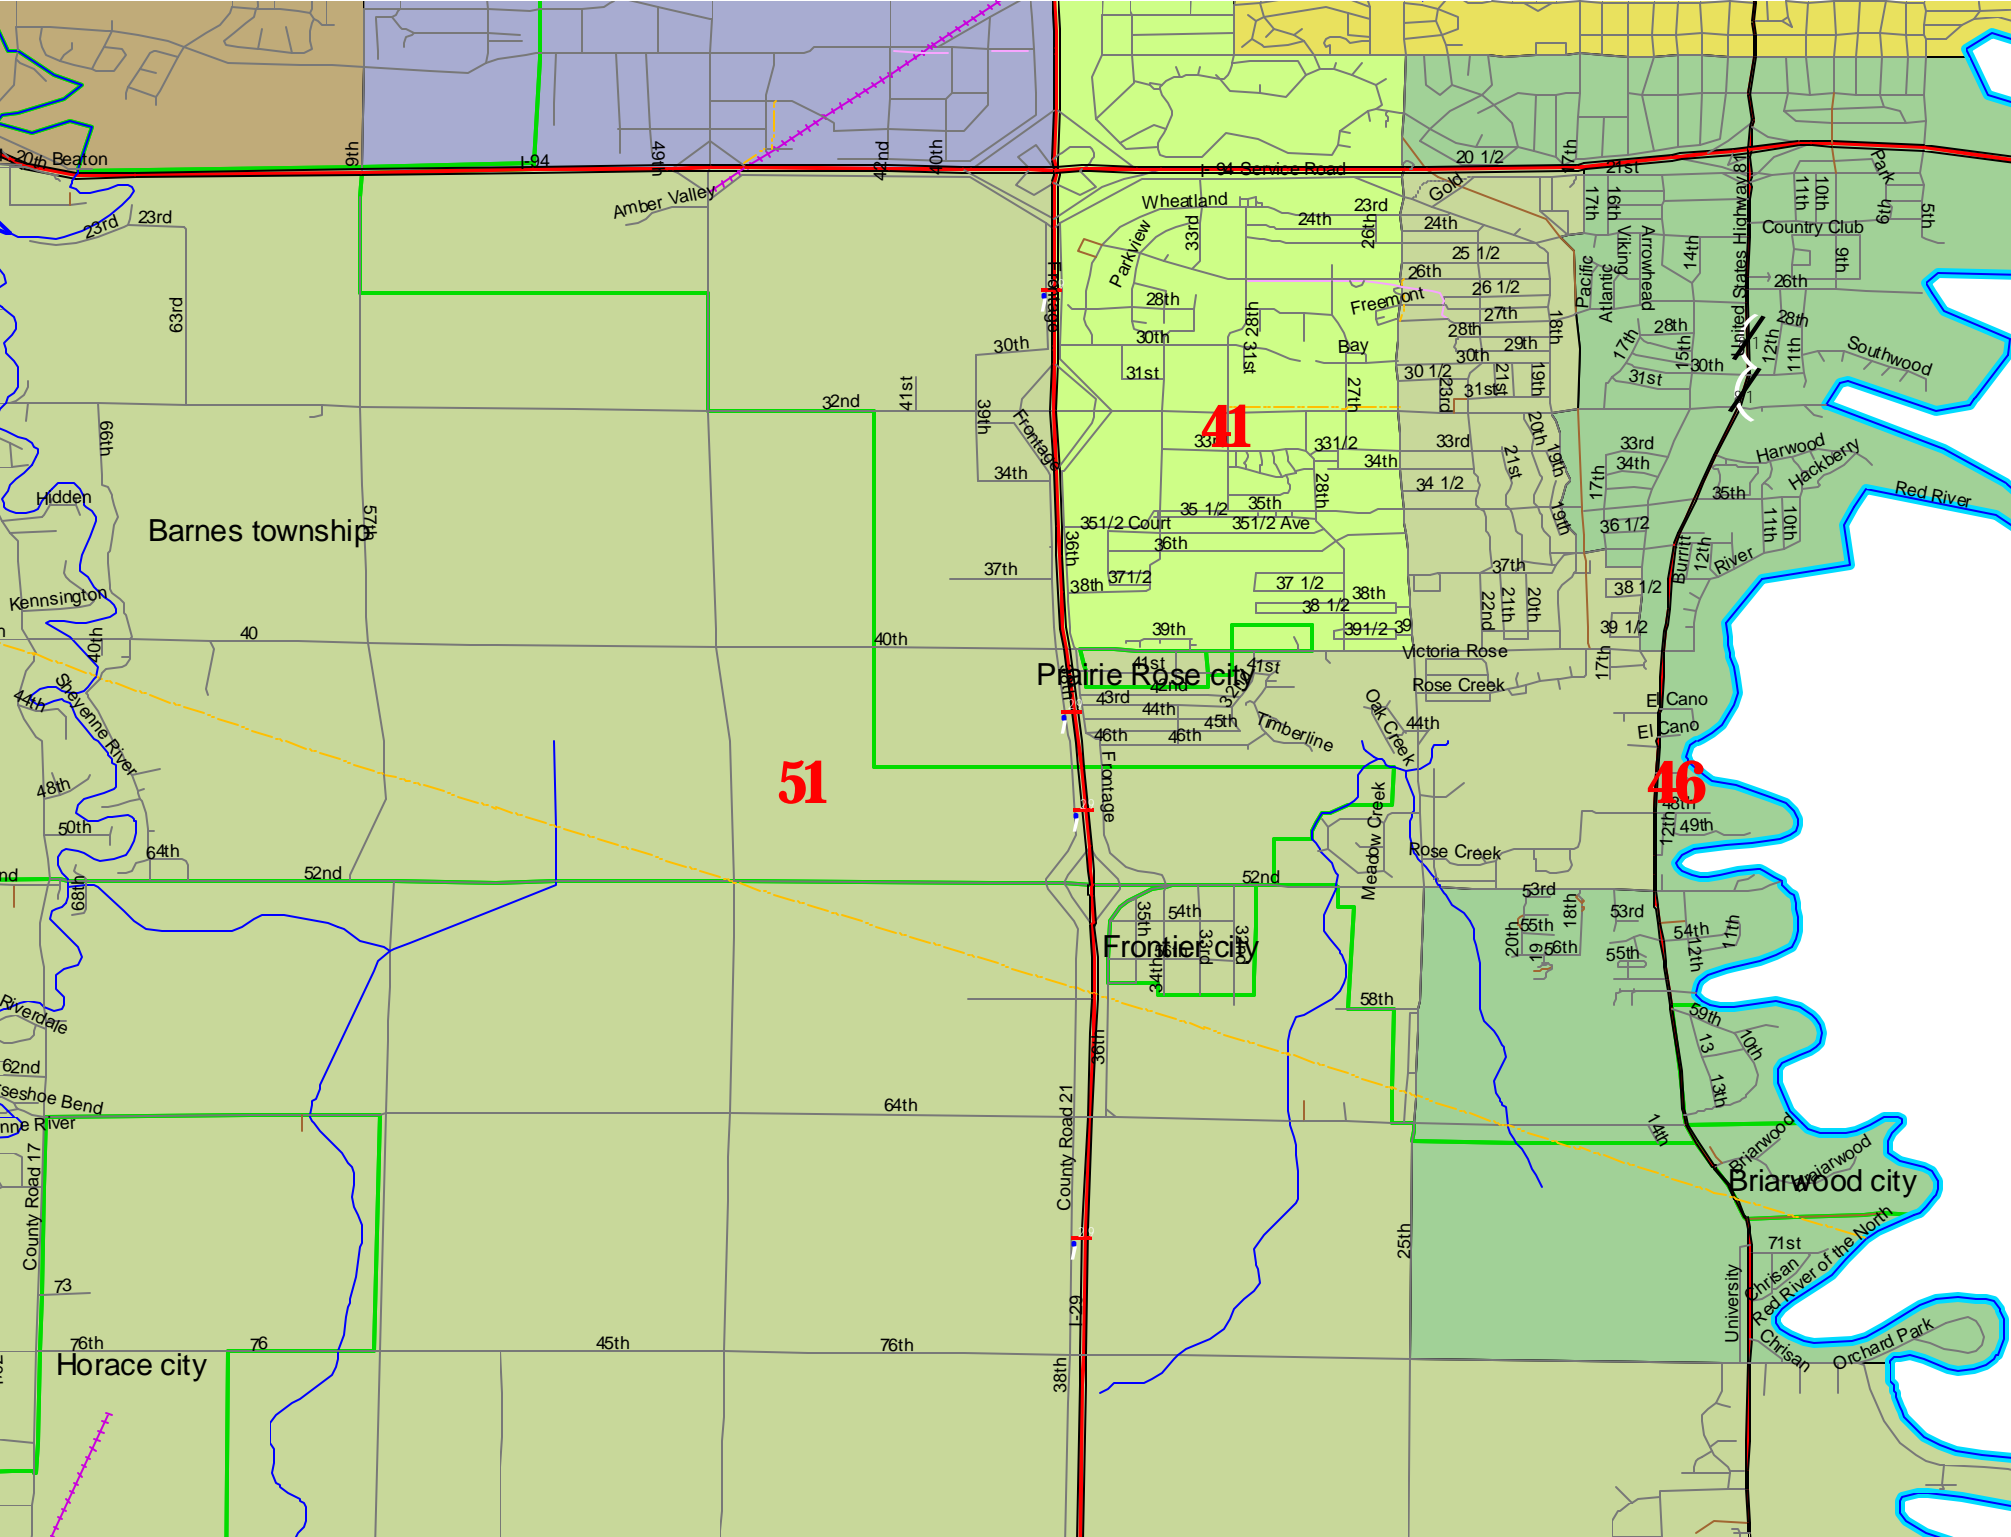 20th Beaton
I-94
9th
49th
42nd
40th
I- 94 Service Road
20 1/2
17th
21st
United States Highway 81
Park
Amber Valley
Wheatland
Gold
23rd
23rd
23rd
24th
24th
26th
33rd
Parkview
17th
16th
11th
10th
6th
5th
Country Club
9th
25 1/2
26th
26 1/2
26th
Viking
Arrowhead
14th
Pacific
Atlantic
63rd
Frontage
28th
28th
Freemont
27th
28th
18th
28th
28th
30th
30th
31st
31st
Bay
29th
30th
17th
15th
30th
12th
11th
Southwood
30 1/2
31st
23rd
21st
19th
31st
27th
32nd
41st
39th
Frontage
34th
66th
41
33rd
331/2
33rd
34th
34 1/2
20th
19th
21st
19th
33rd
34th
17th
35th
Harwood
Hackberry
Red River
Hidden
Barnes township
57th
28th
35th
35 1/2
351/2 Court
351/2 Ave
36th
36th
36 1/2
11th
10th
37th
38th
371/2
37 1/2
38th
38 1/2
37th
22nd
21th
20th
38 1/2
Burritt
12th
River
Kennsington
40th
40
40th
39th
391/2
39
39 1/2
Victoria Rose
17th
Prairie Rose city
41st
41st
42nd
32nd
43rd
44th
45th
46th
46th
Timberline
Oak Creek
44th
Rose Creek
El Cano
El Cano
44th
Sheyenne River
Frontage
51
46
48th
48th
49th
12th
50th
64th
Meadow Creek
Rose Creek
52nd
52nd
68th
nd
53rd
53rd
18th
55th
20th
19
56th
55th
54th
11th
12th
35th
54th
Frontier city
34th
33rd
32nd
58th
Riverdale
62nd
seshoe Bend
nne River
36th
59th
13
10th
13th
64th
14th
Briarwood
Briarwood city
County Road 17
County Road 21
25th
71st
Chrisan
Red River of the North
University
Chrisan
Orchard Park
73
I-29
76th
76
45th
76th
Horace city
38th